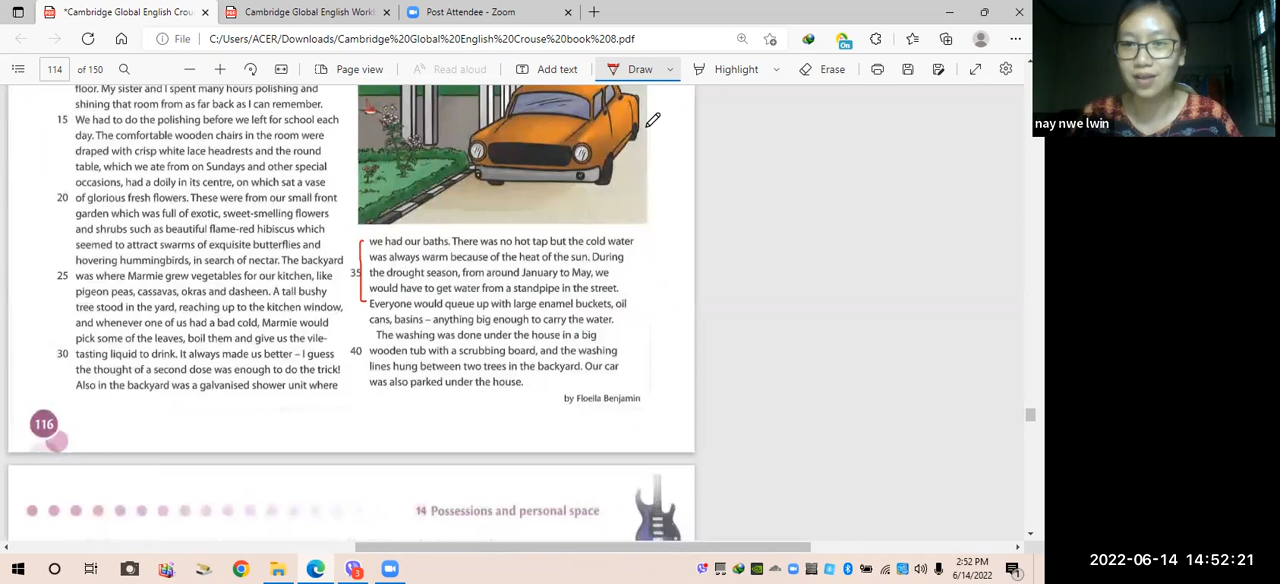 *Cambridge Global English Crou
Cambridge Global English Workb
Post Attendee - Zoom
File
C:/Users/ACER/Downloads/Cambridge%20Global%20English%20Crouse%20book%208.pdf
On
114
of 150
Page view
Read aloud
Add text
Draw
Highlight
Erase
nay nwe lwin
floor. My sister and I spent many hours polishing and
shining that room from as far back as I can remember.
15 We had to do the polishing before we left for school each
day. The comfortable wooden chairs in the room were
draped with crisp white lace headrests and the round
table, which we ate from on Sundays and other special
occasions, had a doily in its centre, on which sat a vase
20 of glorious fresh flowers. These were from our small front
garden which was full of exotic, sweet-smelling flowers
and shrubs such as beautiful flame-red hibiscus which
seemed to attract swarms of exquisite butterflies and
hovering hummingbirds, in search of nectar. The backyard
25 was where Marmie grew vegetables for our kitchen, like
pigeon peas, cassavas, okras and dasheen. A tall bushy
tree stood in the yard, reaching up to the kitchen window,
and whenever one of us had a bad cold, Marmie would
pick some of the leaves, boil them and give us the vile-
30 tasting liquid to drink. It always made us better – I guess
the thought of a second dose was enough to do the trick!
Also in the backyard was a galvanised shower unit where
we had our baths. There was no hot tap but the cold water
was always warm because of the heat of the sun. During
35 the drought season, from around January to May, we
would have to get water from a standpipe in the street.
Everyone would queue up with large enamel buckets, oil
cans, basins – anything big enough to carry the water.
The washing was done under the house in a big
40 wooden tub with a scrubbing board, and the washing
lines hung between two trees in the backyard. Our car
was also parked under the house.
by Floella Benjamin
116
14 Possessions and personal space
3
2:52 PM
6/14/2022
1
2022-06-14 14:52:21